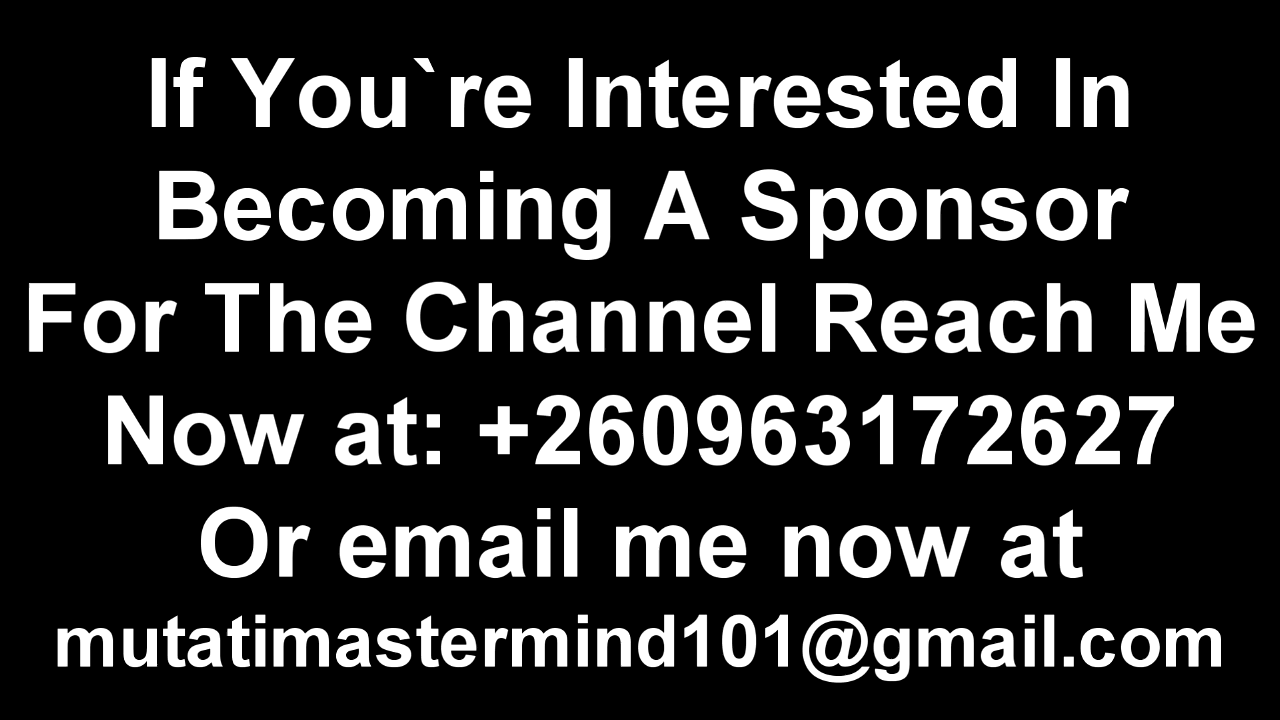 If You`re Interested In
Becoming A Sponsor
For The Channel Reach Me
Now at: +260963172627
Or email me now at
mutatimastermind101@gmail.com